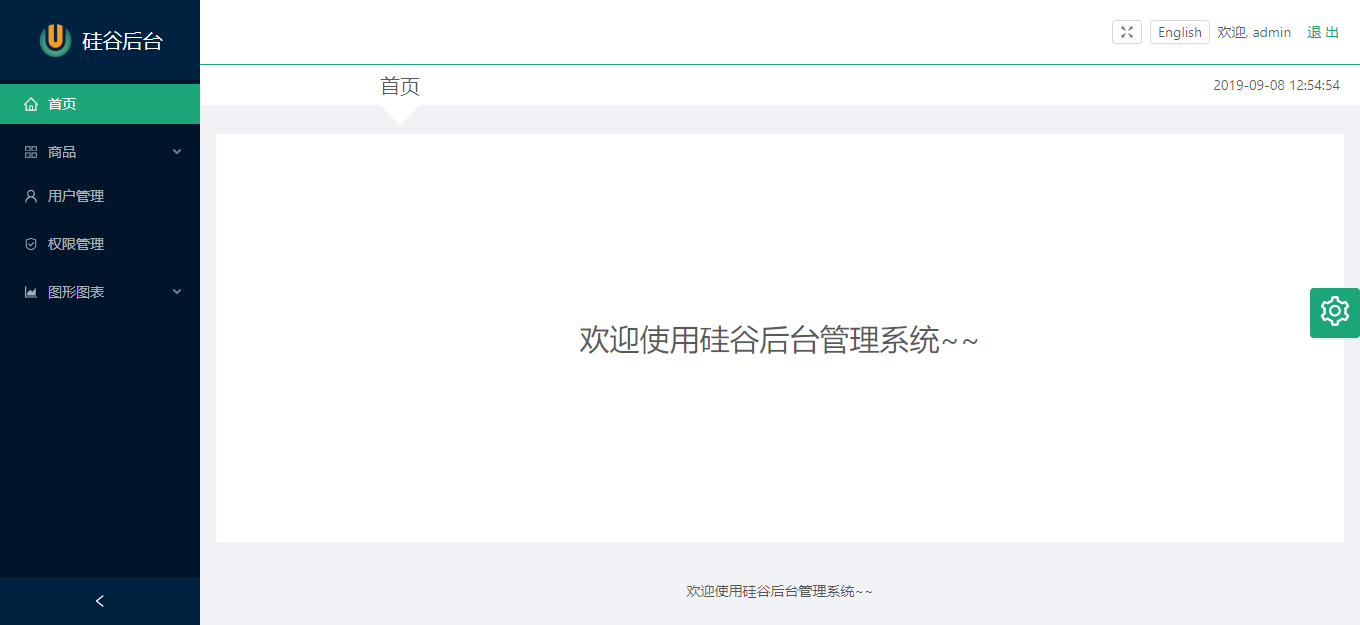 硅谷后台
English 欢迎, admin 退 出
首页
2019-09-08 12:54:54
首页
商品
用户管理
权限管理
图形图表
欢迎使用硅谷后台管理系统~~
欢迎使用硅谷后台管理系统~~